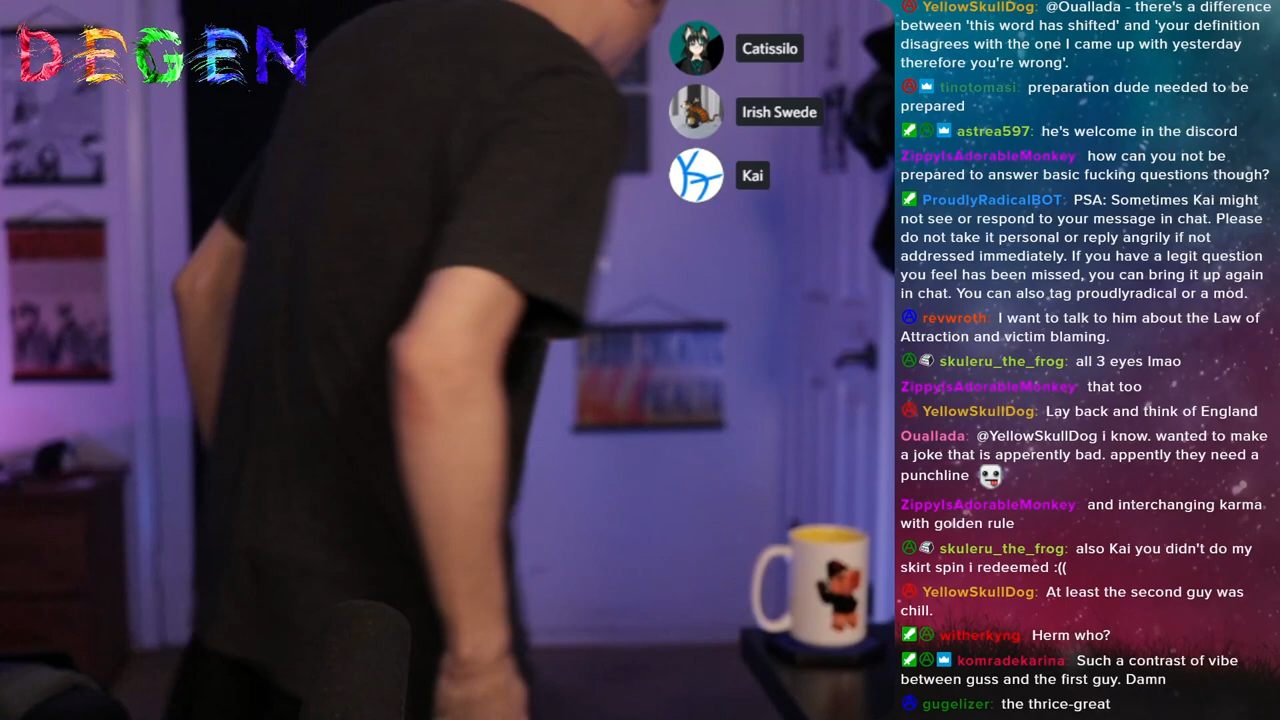 DEGEN
Catissilo
Irish Swede
Kai
YellowSkullDog: @Ouallada - there's a difference
between 'this word has shifted' and 'your definition
disagrees with the one I came up with yesterday
therefore you're wrong'.
tinotomasi: preparation dude needed to be
prepared
astrea597: he's welcome in the discord
ZippyIsAdorableMonkey: how can you not be
prepared to answer basic fucking questions though?
ProudlyRadicalBOT: PSA: Sometimes Kai might
not see or respond to your message in chat. Please
do not take it personal or reply angrily if not
addressed immediately. If you have a legit question
you feel has been missed, you can bring it up again
in chat. You can also tag proudlyradical or a mod.
revwroth: I want to talk to him about the Law of
Attraction and victim blaming.
skuleru_the_frog: all 3 eyes lmao
ZippyIsAdorableMonkey: that too
YellowSkullDog: Lay back and think of England
Ouallada: @YellowSkullDog i know. wanted to make
a joke that is apperently bad. appently they need a
punchline
ZippyIsAdorableMonkey: and interchanging karma
with golden rule
skuleru_the_frog: also Kai you didn't do my
skirt spin i redeemed :((
YellowSkullDog: At least the second guy was
chill.
witherkyng: Herm who?
komradekarina: Such a contrast of vibe
between guss and the first guy. Damn
gugelizer: the thrice-great